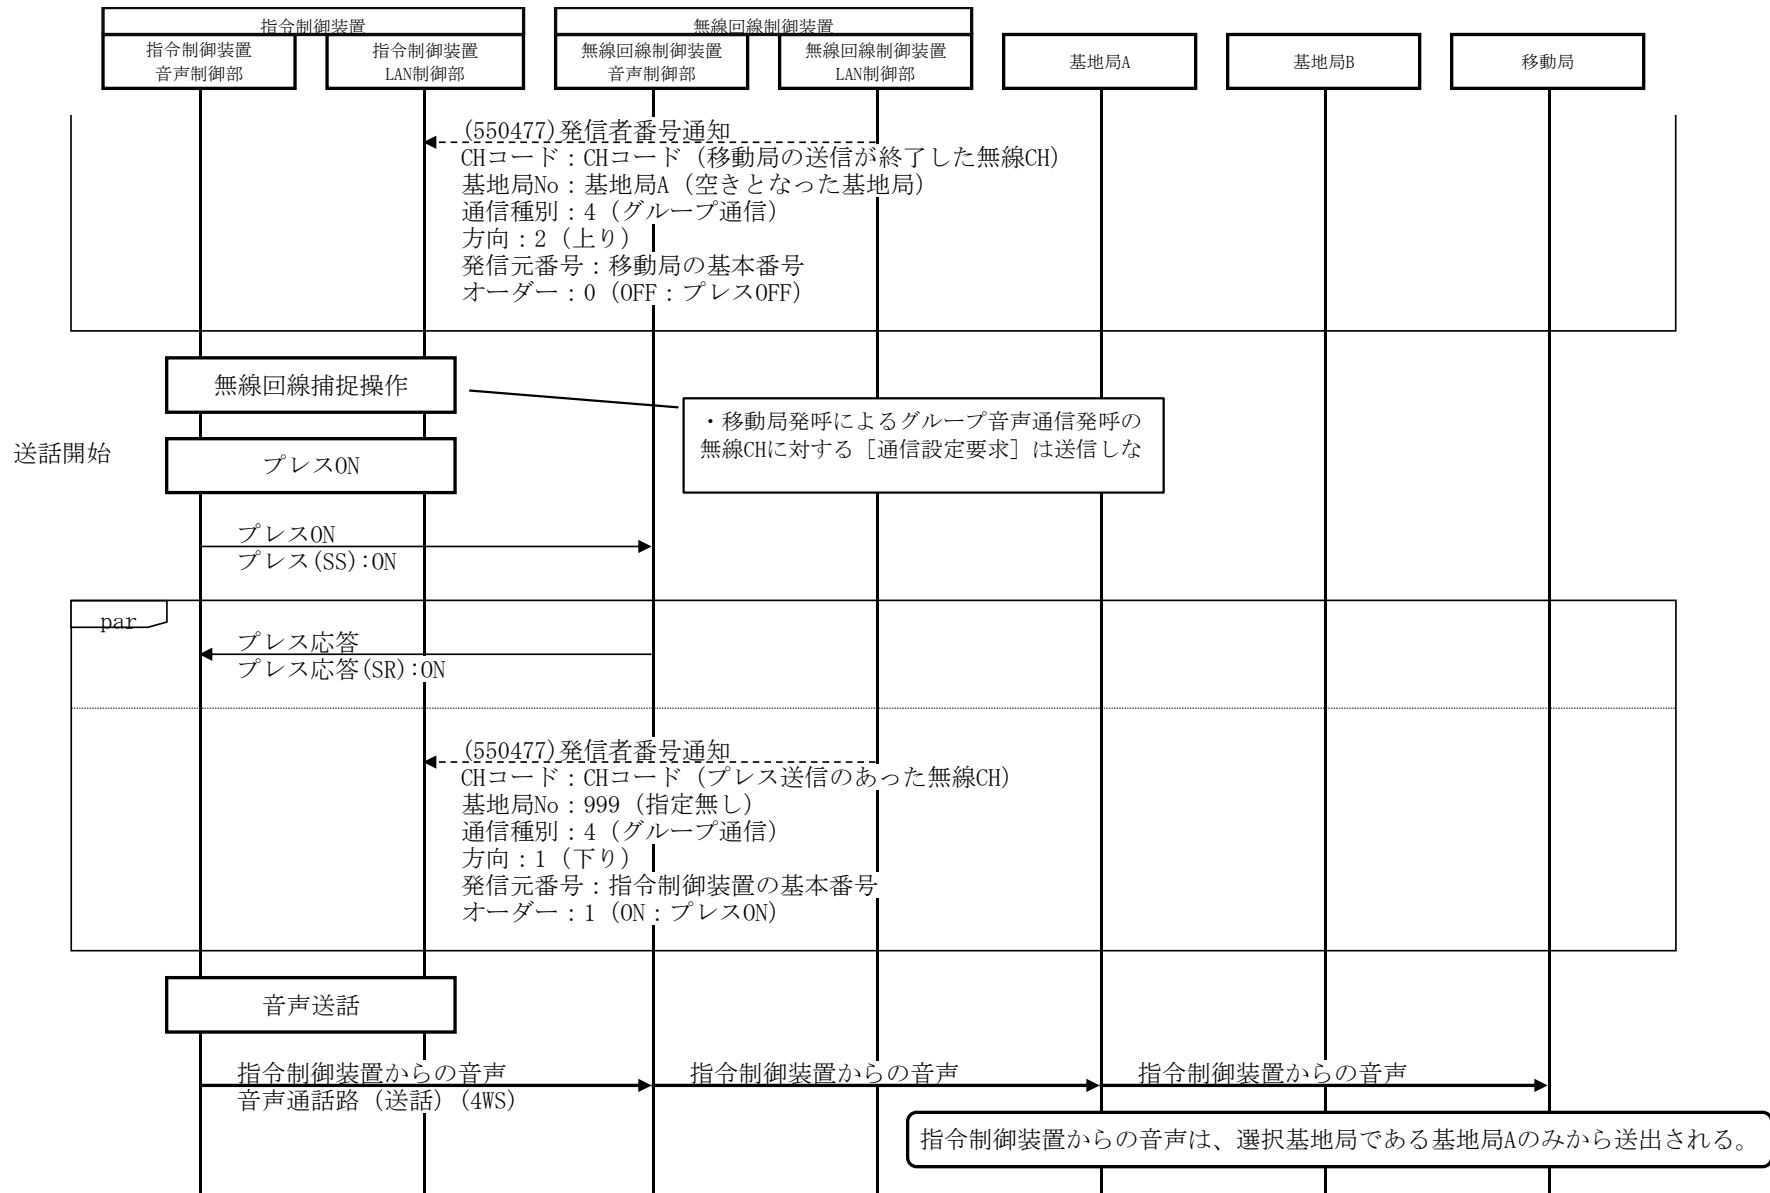 指令制御装置
無線回線制御装置
指令制御装置
音声制御部
指令制御装置
LAN制御部
無線回線制御装置
音声制御部
無線回線制御装置
LAN制御部
基地局A
基地局B
移動局
(550477)発信者番号通知
CHコード：CHコード（移動局の送信が終了した無線CH）
基地局No：基地局A（空きとなった基地局）
通信種別：4（グループ通信）
方向：2（上り）
発信元番号：移動局の基本番号
オーダー：0（OFF：プレスOFF）
無線回線捕捉操作
・移動局発呼によるグループ音声通信発呼の
無線CHに対する［通信設定要求］は送信しな
送話開始
プレスON
プレスON
プレス(SS):ON
par
プレス応答
プレス応答(SR):ON
(550477)発信者番号通知
CHコード：CHコード（プレス送信のあった無線CH）
基地局No：999（指定無し）
通信種別：4（グループ通信）
方向：1（下り）
発信元番号：指令制御装置の基本番号
オーダー：1（ON：プレスON）
音声送話
指令制御装置からの音声
音声通話路（送話）(4WS)
指令制御装置からの音声
指令制御装置からの音声
指令制御装置からの音声は、選択基地局である基地局Aのみから送出される。